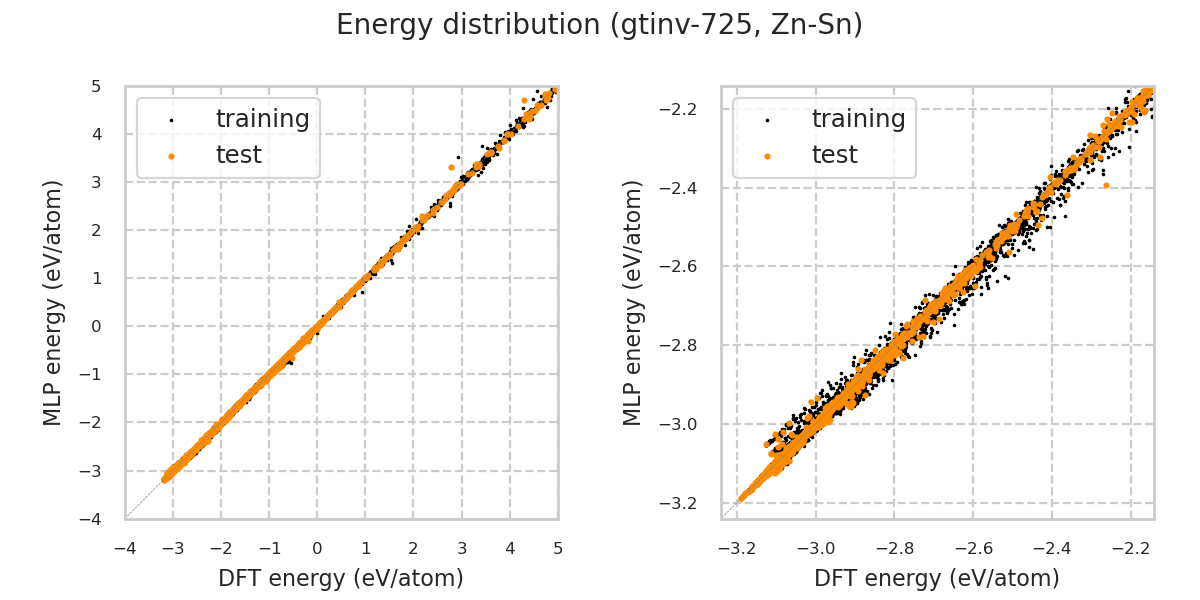 Energy distribution (gtinv-725, Zn-Sn)
training
test
MLP energy (eV/atom)
5
4
3
2
1
0
−1
−2
−3
−4
−4 −3 −2 −1 0 1 2 3 4 5
DFT energy (eV/atom)
training
test
MLP energy (eV/atom)
−2.2
−2.4
−2.6
−2.8
−3.0
−3.2
−3.2 −3.0 −2.8 −2.6 −2.4 −2.2
DFT energy (eV/atom)